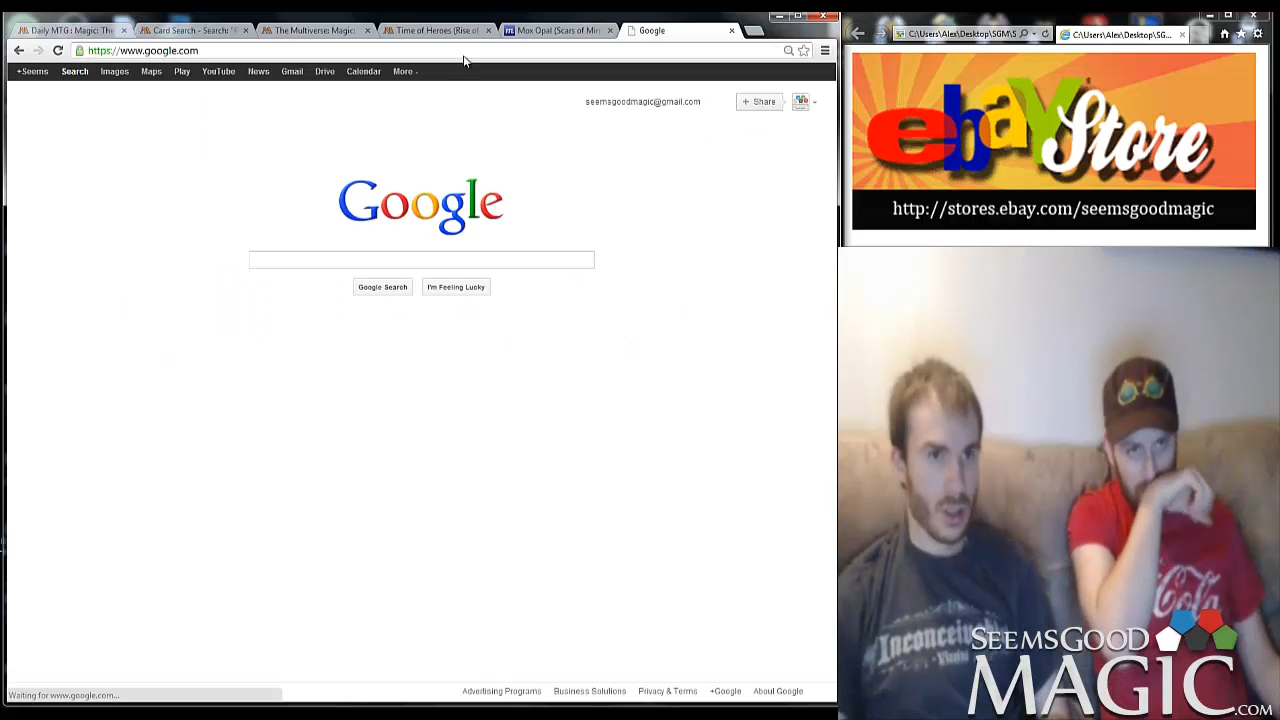 Daily MTG : Magic: The
Card Search - Search: "
The Multiverse: Magic:
Time of Heroes (Rise of
Mox Opal (Scars of Mir
Google
https://www.google.com
+Seems Search Images Maps Play YouTube News Gmail Drive Calendar More
seemsgoodmagic@gmail.com
+ Share
Google
Google Search
I'm Feeling Lucky
Waiting for www.google.com...
Advertising Programs Business Solutions Privacy & Terms +Google About Google
C:\Users\Alex\Desktop\SGM\S
C:\Users\Alex\Desktop\SG...
ebay Store
http://stores.ebay.com/seemsgoodmagic
Coca-Cola
SEEMSGOOD
MAGIC.COM